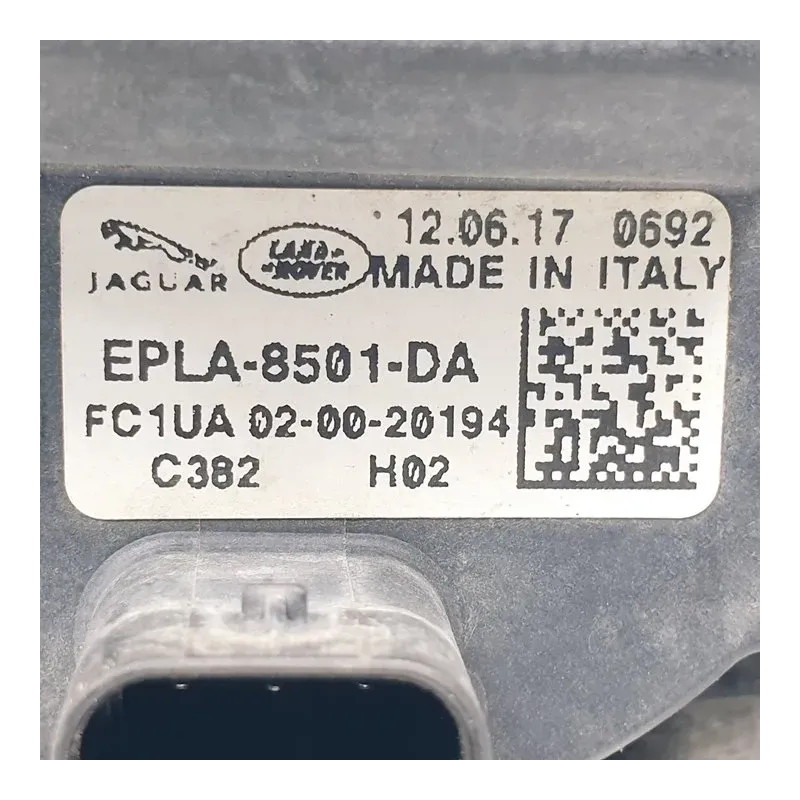 12.06.17 0692
JAGUAR LAND ROVER MADE IN ITALY
EPLA-8501-DA
FC1UA 02-00-20194
C382 H02